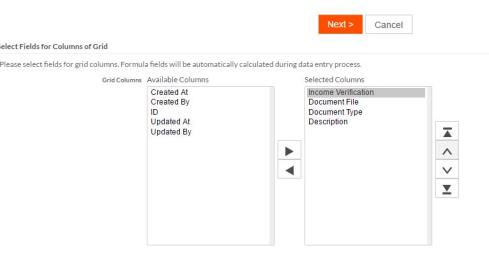 Next > Cancel
Select Fields for Columns of Grid
Please select fields for grid columns. Formula fields will be automatically calculated during data entry process.
Grid Columns Available Columns Selected Columns
Created At Income Verification
Created By Document File
ID Document Type
Updated At Description
Updated By